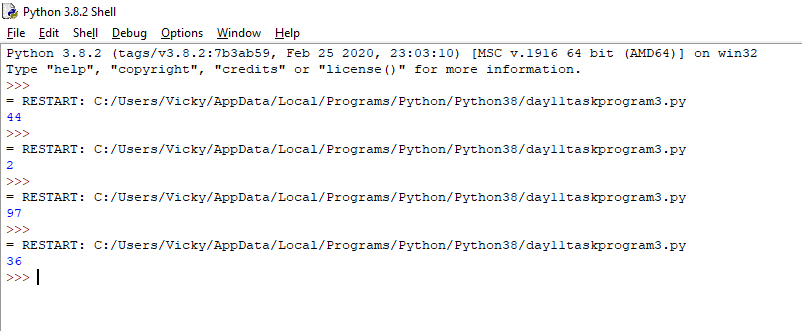 Python 3.8.2 Shell
File Edit Shell Debug Options Window Help
Python 3.8.2 (tags/v3.8.2:7b3ab59, Feb 25 2020, 23:03:10) [MSC v.1916 64 bit (AMD64)] on win32
Type "help", "copyright", "credits" or "license()" for more information.
>>>
= RESTART: C:/Users/Vicky/AppData/Local/Programs/Python/Python38/day11taskprogram3.py
44
>>>
= RESTART: C:/Users/Vicky/AppData/Local/Programs/Python/Python38/day11taskprogram3.py
2
>>>
= RESTART: C:/Users/Vicky/AppData/Local/Programs/Python/Python38/day11taskprogram3.py
97
>>>
= RESTART: C:/Users/Vicky/AppData/Local/Programs/Python/Python38/day11taskprogram3.py
36
>>>